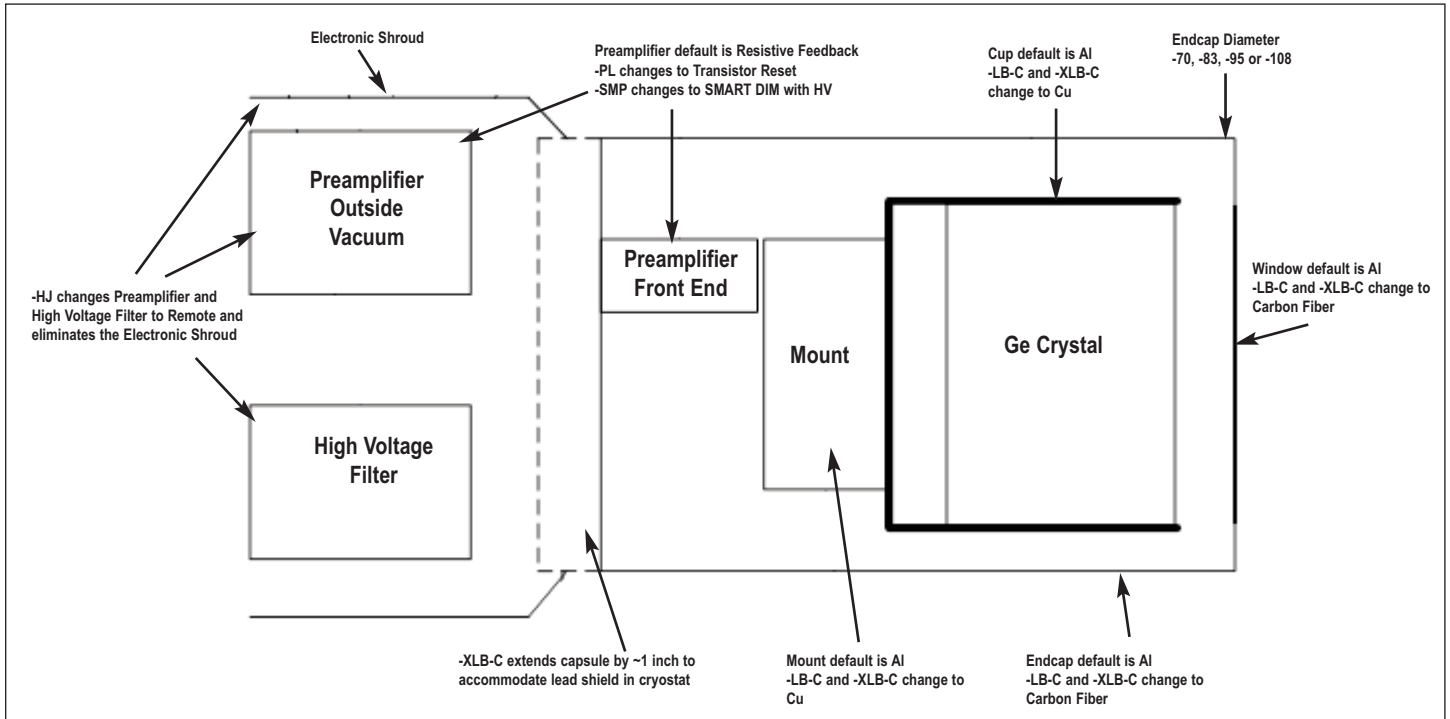 Electronic Shroud
Preamplifier default is Resistive Feedback
-PL changes to Transistor Reset
-SMP changes to SMART DIM with HV
Cup default is Al
-LB-C and -XLB-C
change to Cu
Endcap Diameter
-70, -83, -95 or -108
Preamplifier
Outside
Vacuum
Preamplifier
Front End
Mount
Ge Crystal
Window default is Al
-LB-C and -XLB-C change to
Carbon Fiber
-HJ changes Preamplifier and
High Voltage Filter to Remote and
eliminates the Electronic Shroud
High Voltage
Filter
-XLB-C extends capsule by ~1 inch to
accommodate lead shield in cryostat
Mount default is Al
-LB-C and -XLB-C change to
Cu
Endcap default is Al
-LB-C and -XLB-C change to
Carbon Fiber